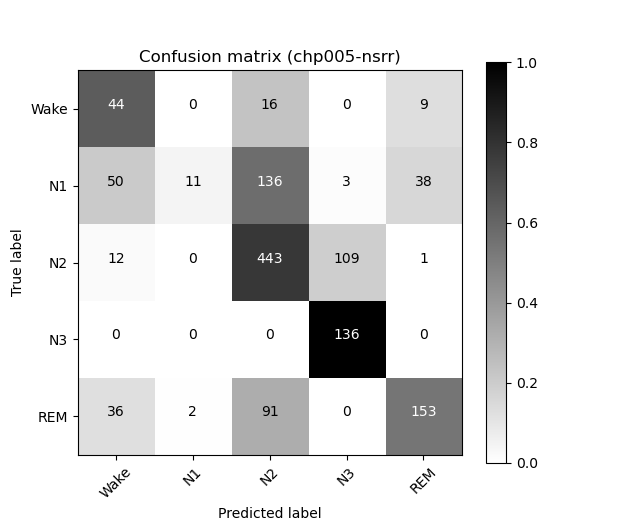 Confusion matrix (chp005-nsrr)
1.0
Wake 44 0 16 0 9
0.8
N1 50 11 136 3 38
0.6
True label
N2 12 0 443 109 1
0.4
N3 0 0 0 136 0
0.2
REM 36 2 91 0 153
0.0
Wake N1 N2 N3 REM
Predicted label